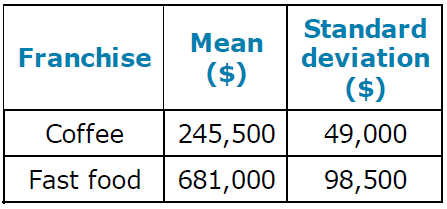 Franchise Mean ($) Standard deviation ($)
Coffee 245,500 49,000
Fast food 681,000 98,500